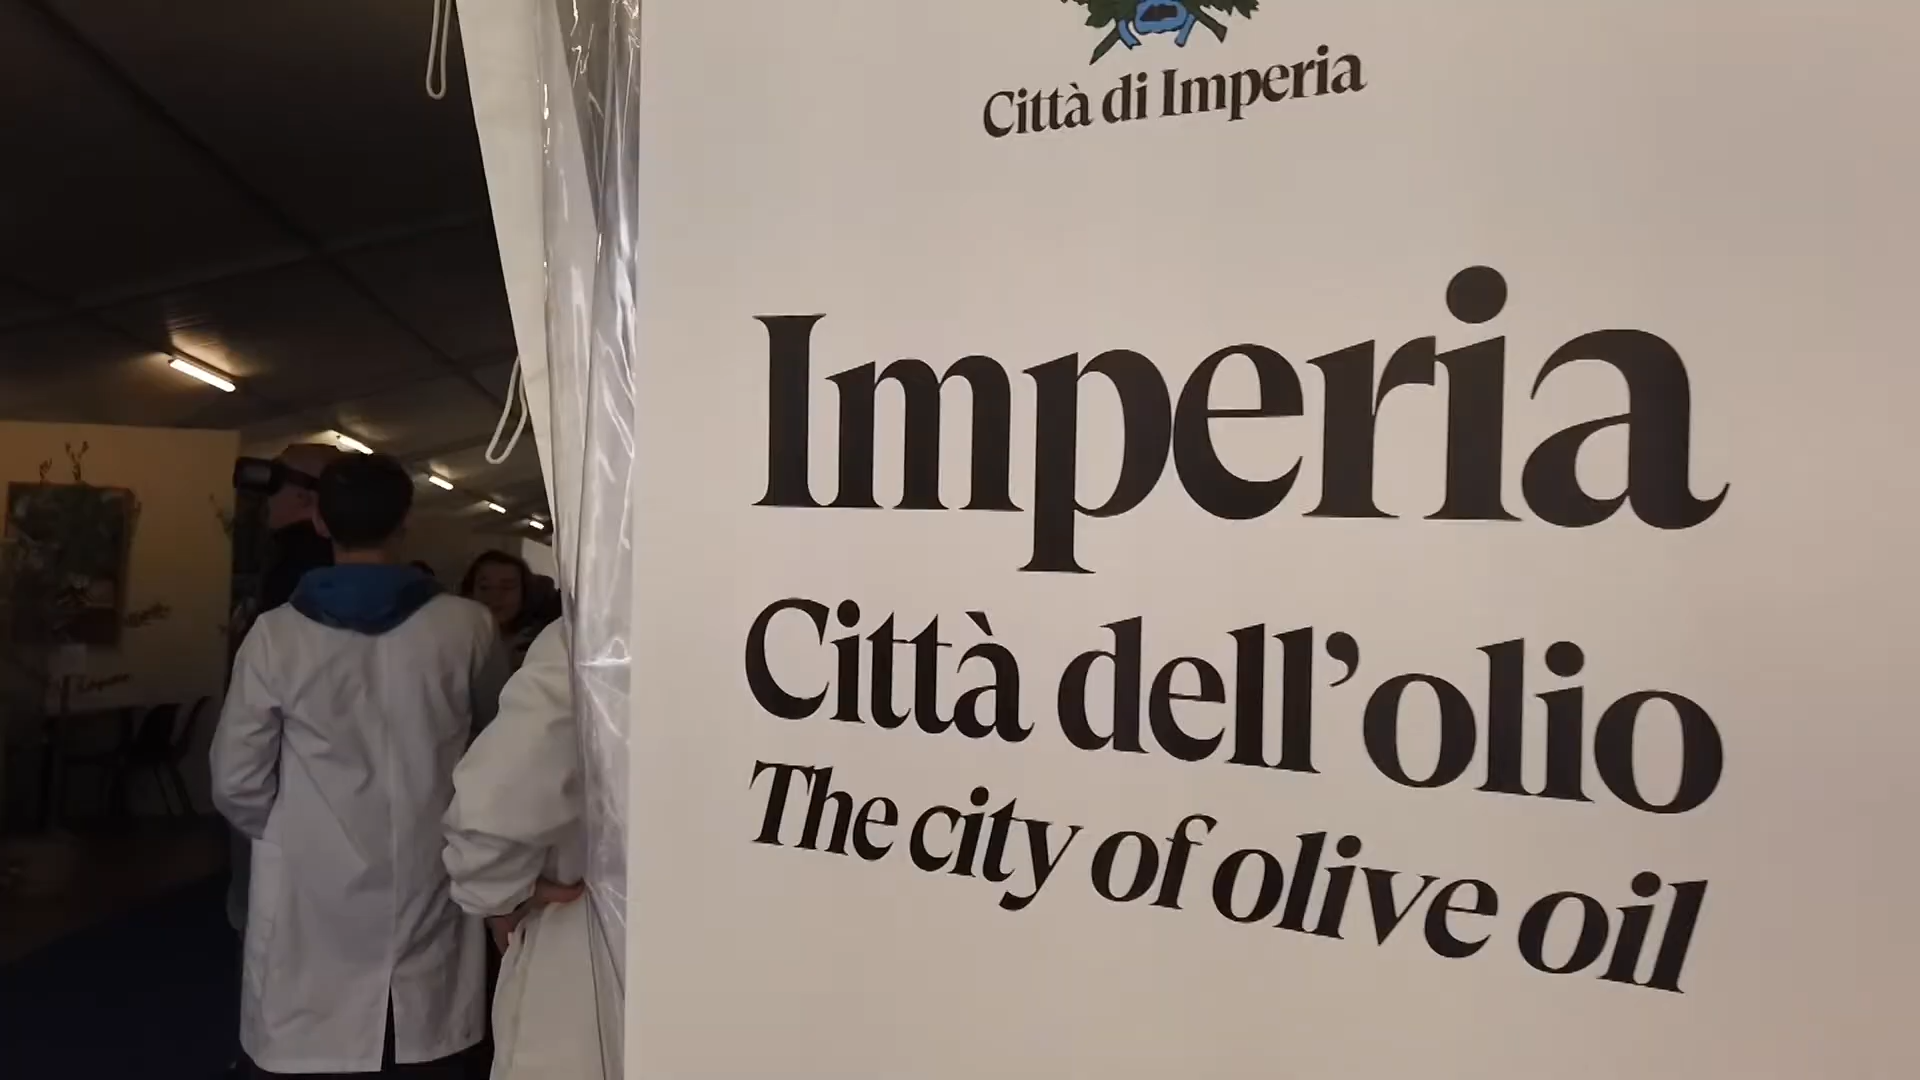 Città di Imperia
Imperia
Città dell’olio
The city of olive oil